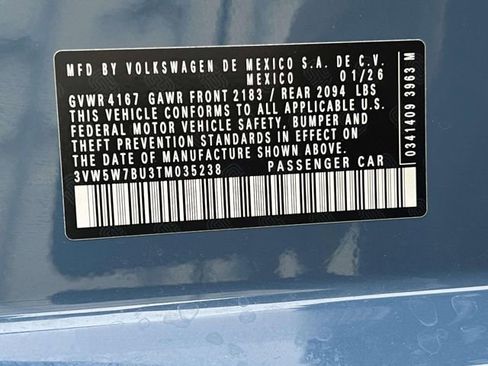 MFD BY VOLKSWAGEN DE MEXICO S.A. DE C.V.
MEXICO 01/26
GVWR 4167 GAWR FRONT 2183 / REAR 2094 LBS
THIS VEHICLE CONFORMS TO ALL APPLICABLE U.S.
FEDERAL MOTOR VEHICLE SAFETY, BUMPER AND
THEFT PREVENTION STANDARDS IN EFFECT ON
THE DATE OF MANUFACTURE SHOWN ABOVE.
3VW5W7BU3TM035238 PASSENGER CAR
0341409 3963 M